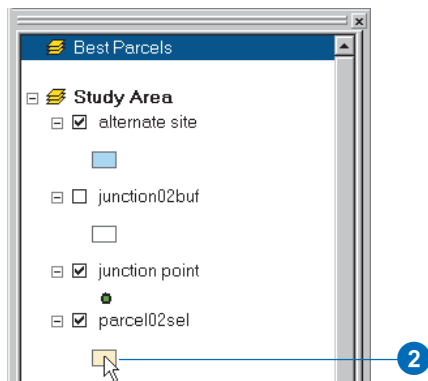 Best Parcels
Study Area
alternate site
junction02buf
junction point
parcel02sel
2